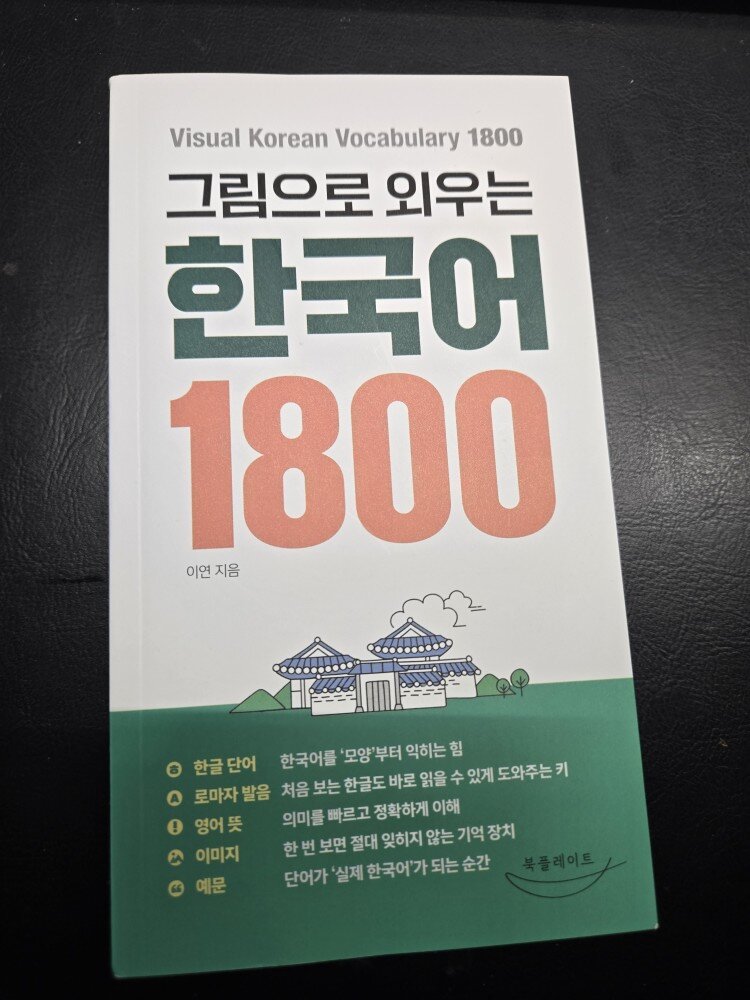 Visual Korean Vocabulary 1800
그림으로 외우는
한국어
1800
이연 지음
한글 단어 한국어를 '모양'부터 익히는 힘
로마자 발음 처음 보는 한글도 바로 읽을 수 있게 도와주는 키
영어 뜻 의미를 빠르고 정확하게 이해
이미지 한 번 보면 절대 잊히지 않는 기억 장치
예문 단어가 '실제 한국어'가 되는 순간
북플레이트